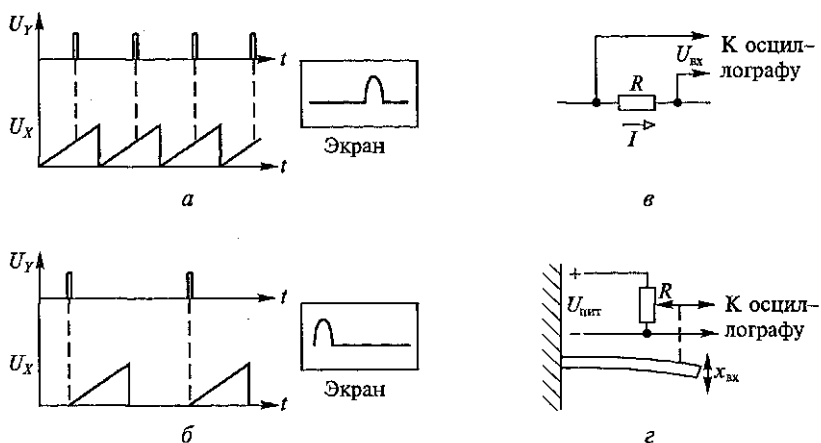 U_Y
t
U_X
t
Экран
а
U_вх
К осцил-
лографу
R
I
в
U_Y
t
U_X
t
Экран
б
+
U_пит
–
R
К осцил-
лографу
x_вх
г